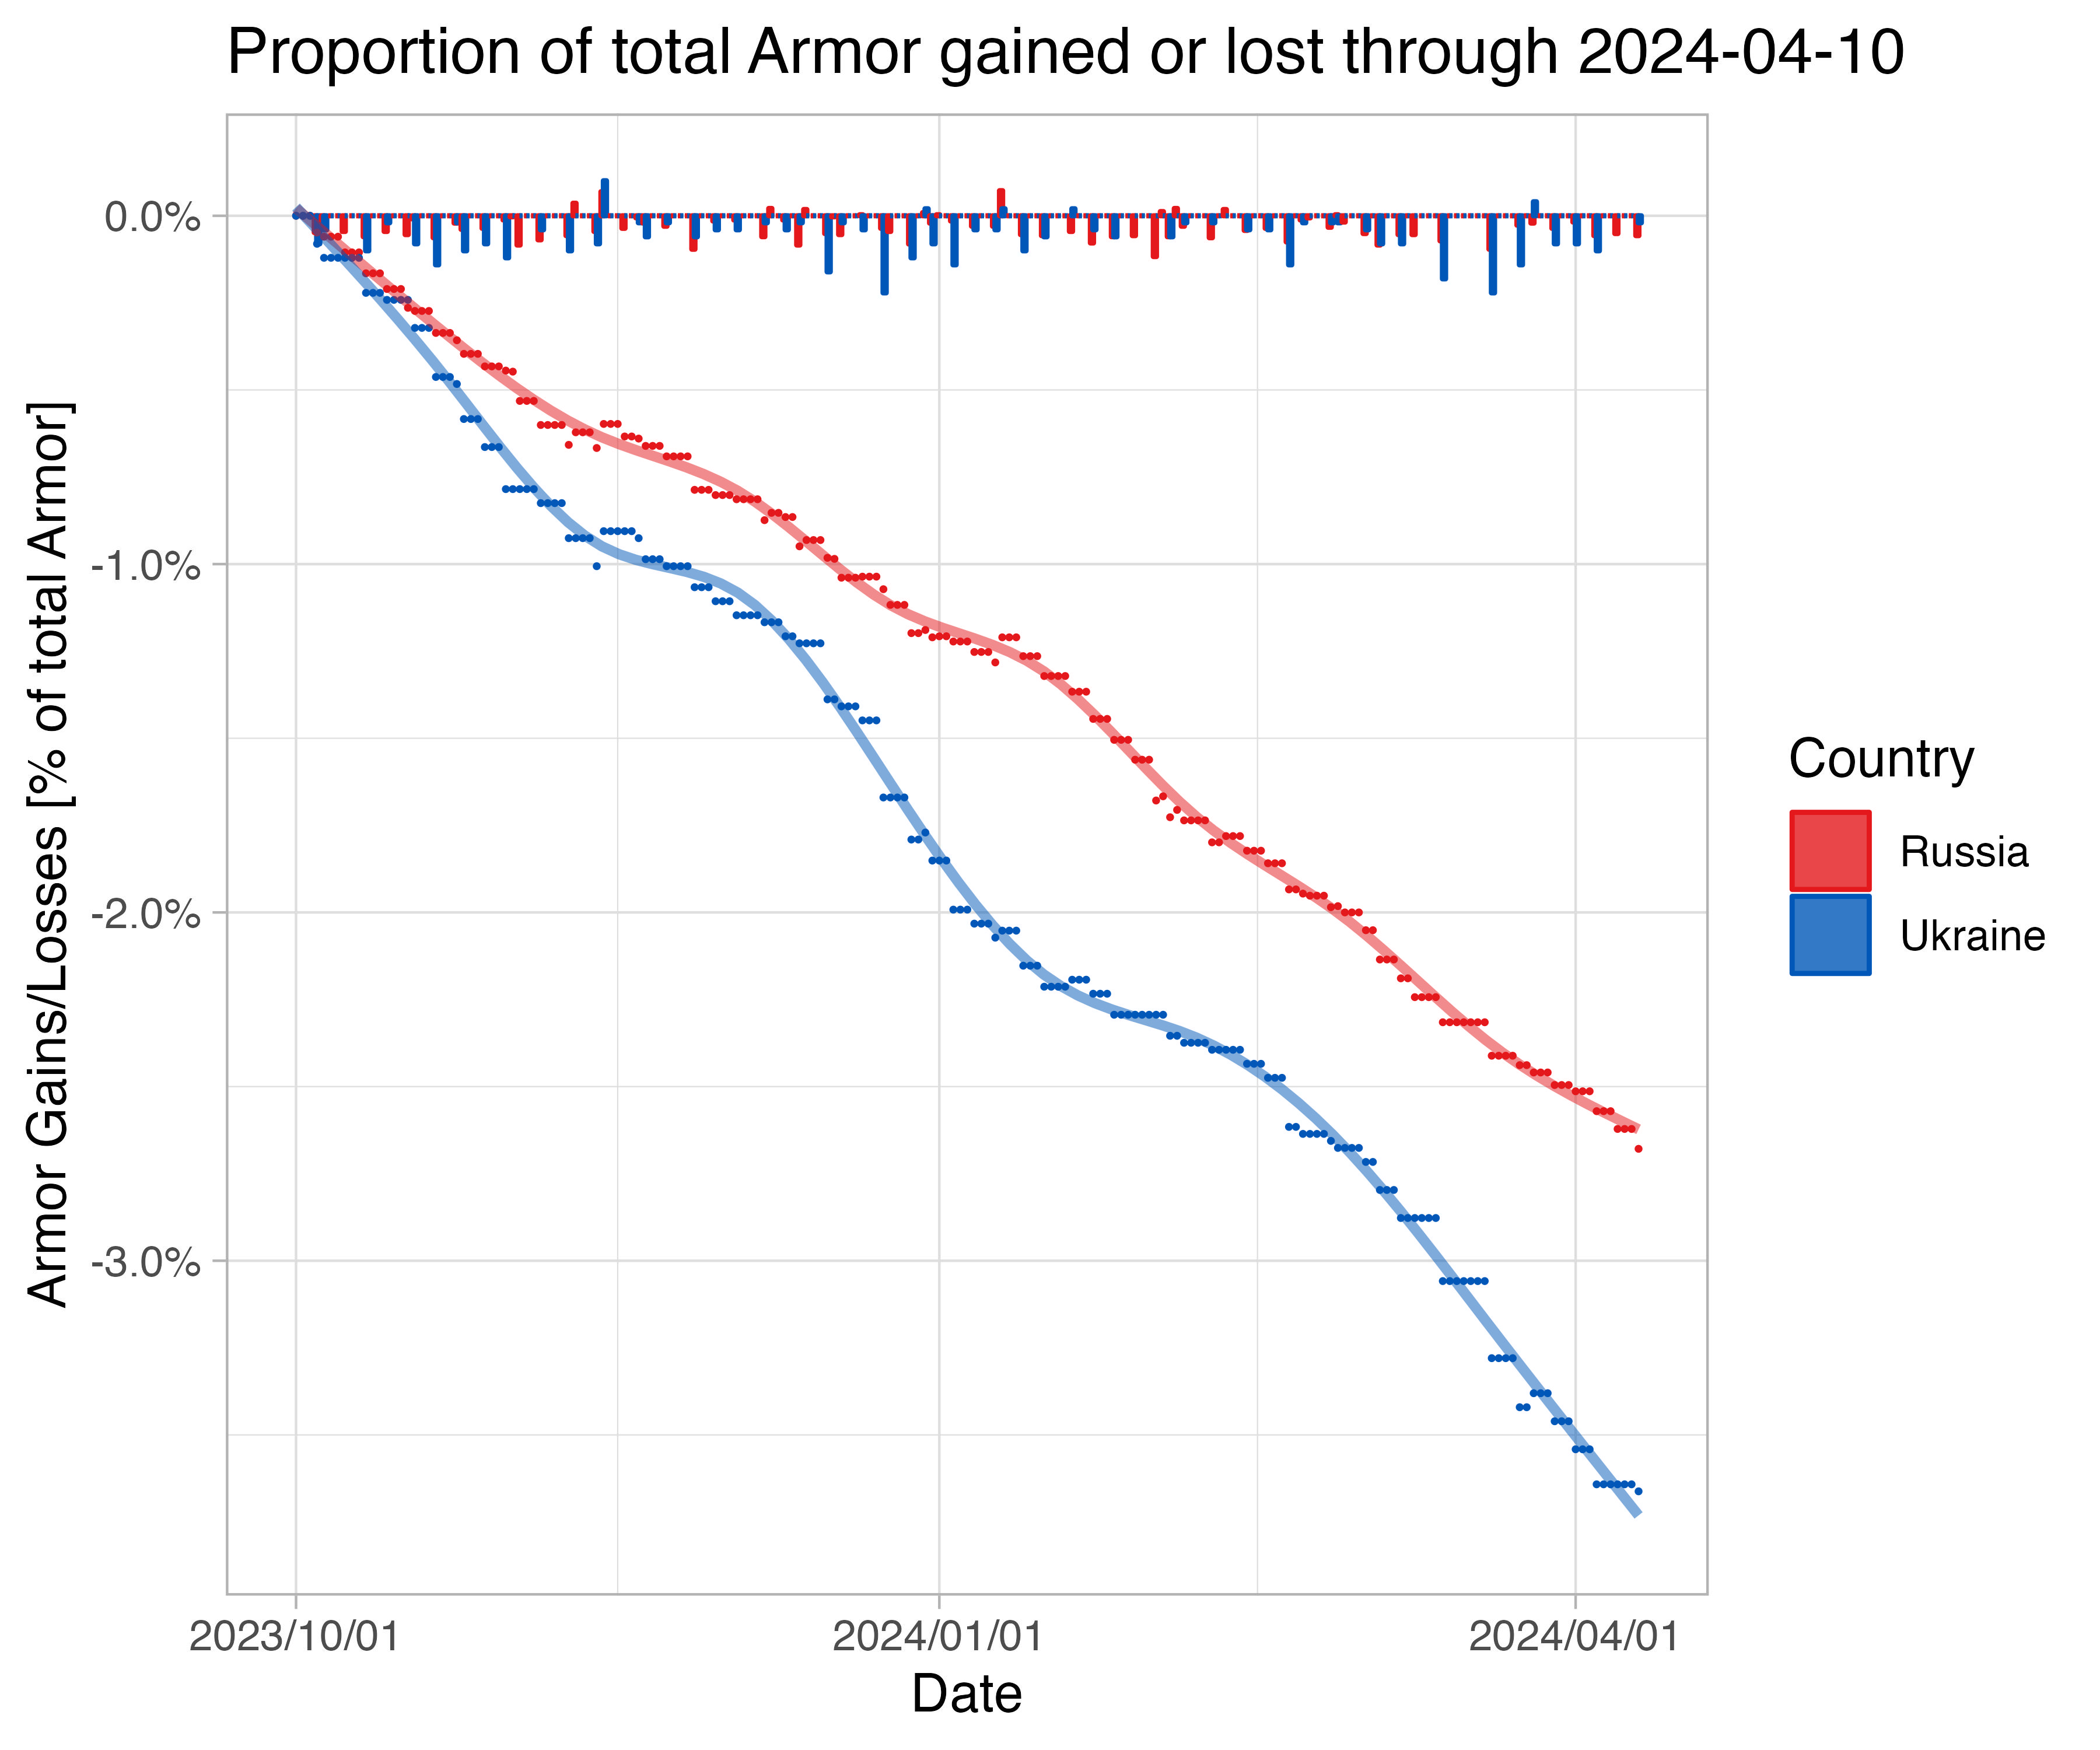 Proportion of total Armor gained or lost through 2024-04-10
Armor Gains/Losses [% of total Armor]
0.0%
-1.0%
-2.0%
-3.0%
2023/10/01
2024/01/01
2024/04/01
Date
Country
Russia
Ukraine